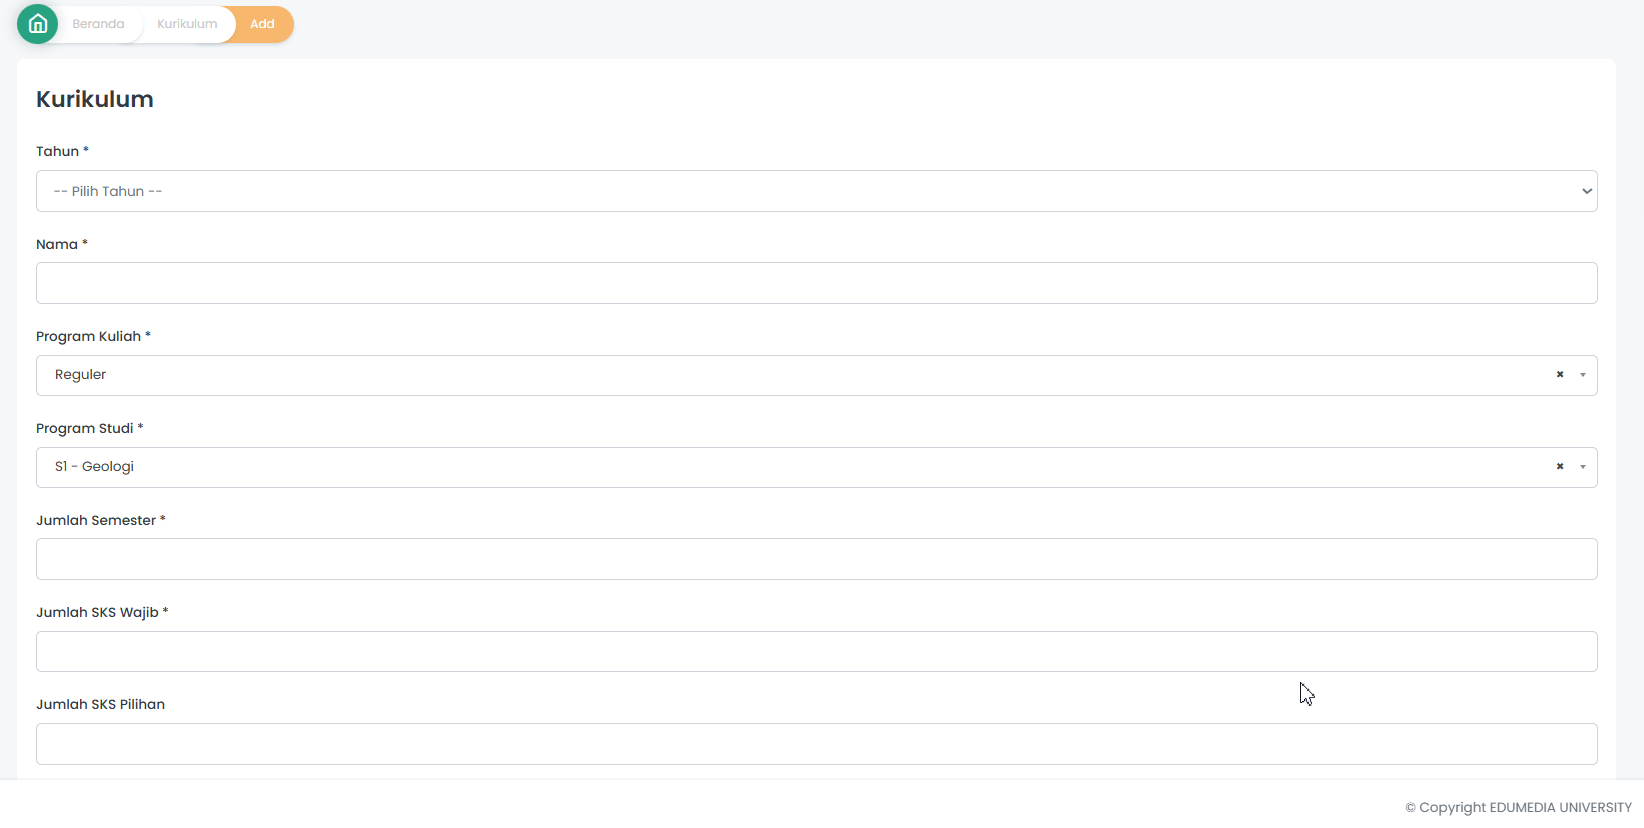 Beranda Kurikulum Add
Kurikulum
Tahun *
-- Pilih Tahun --
Nama *
Program Kuliah *
Reguler
Program Studi *
S1 - Geologi
Jumlah Semester *
Jumlah SKS Wajib *
Jumlah SKS Pilihan
© Copyright EDUMEDIA UNIVERSITY